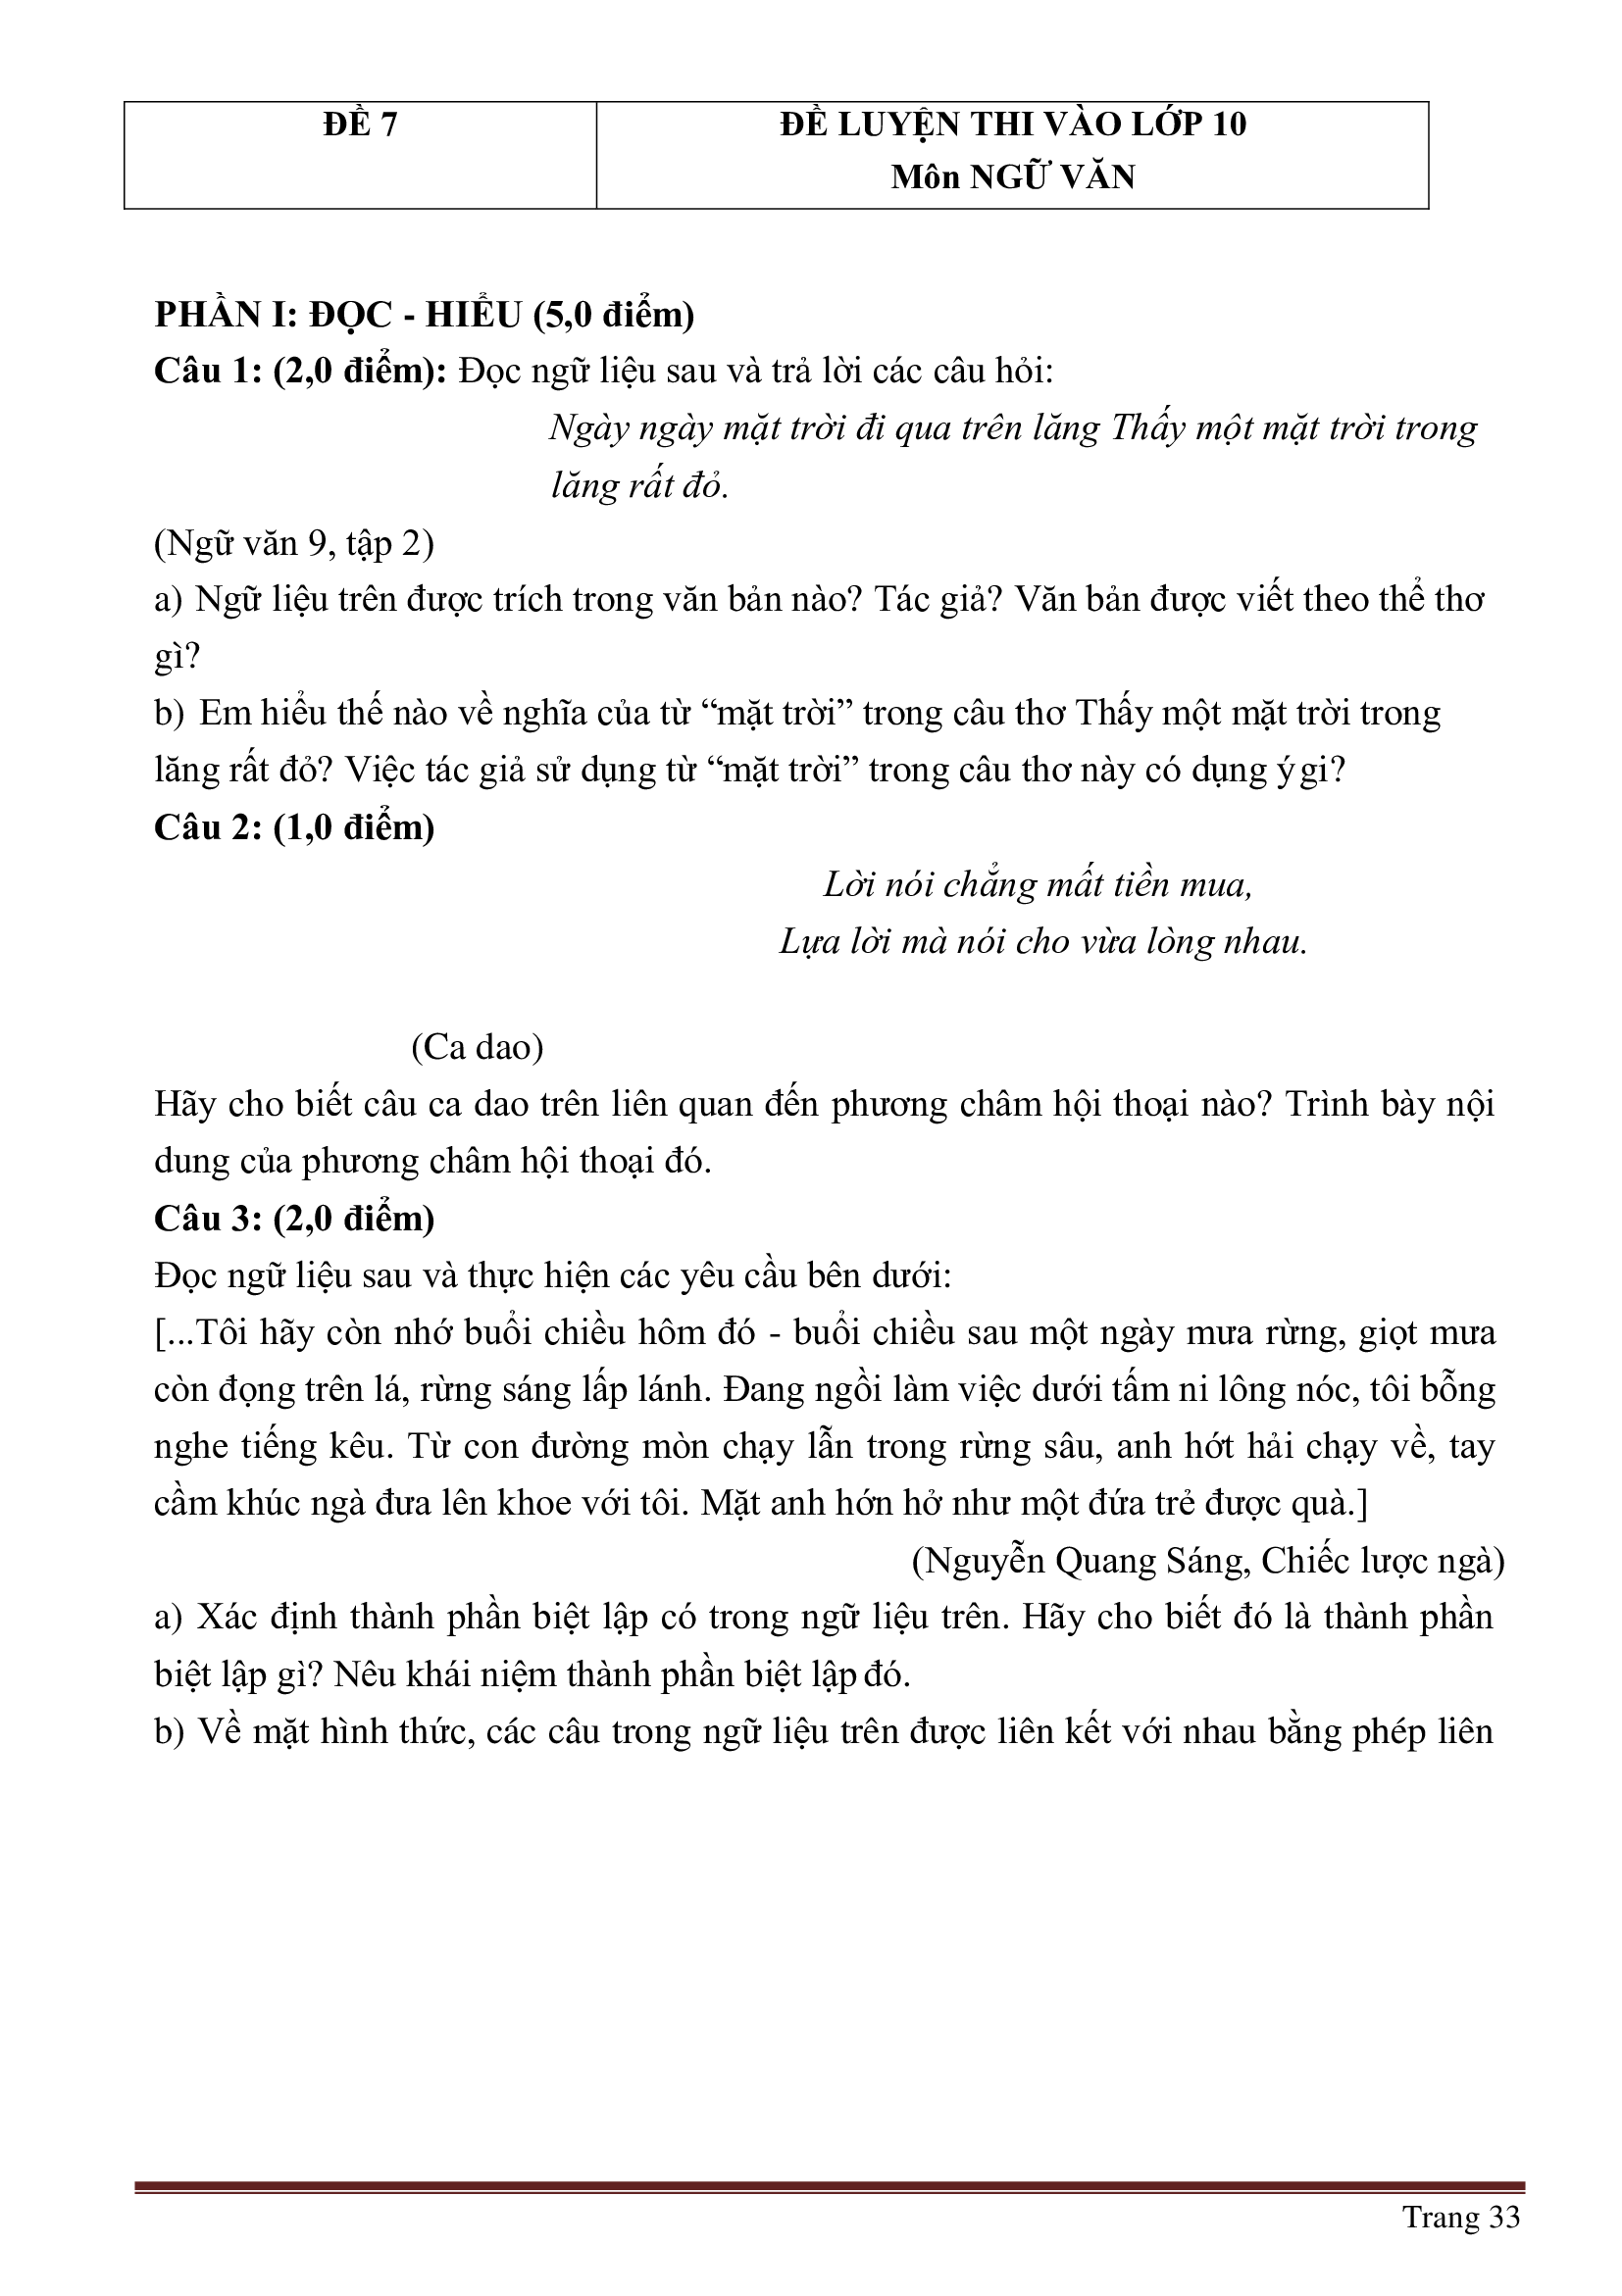 ĐỀ 7
ĐỀ LUYỆN THI VÀO LỚP 10
Môn NGỮ VĂN
PHẦN I: ĐỌC - HIỂU (5,0 điểm)
Câu 1: (2,0 điểm): Đọc ngữ liệu sau và trả lời các câu hỏi:
Ngày ngày mặt trời đi qua trên lăng Thấy một mặt trời trong
lăng rất đỏ.
(Ngữ văn 9, tập 2)
a) Ngữ liệu trên được trích trong văn bản nào? Tác giả? Văn bản được viết theo thể thơ
gì?
b) Em hiểu thế nào về nghĩa của từ “mặt trời” trong câu thơ Thấy một mặt trời trong
lăng rất đỏ? Việc tác giả sử dụng từ “mặt trời” trong câu thơ này có dụng ý gi?
Câu 2: (1,0 điểm)
Lời nói chẳng mất tiền mua,
Lựa lời mà nói cho vừa lòng nhau.
(Ca dao)
Hãy cho biết câu ca dao trên liên quan đến phương châm hội thoại nào? Trình bày nội
dung của phương châm hội thoại đó.
Câu 3: (2,0 điểm)
Đọc ngữ liệu sau và thực hiện các yêu cầu bên dưới:
[...Tôi hãy còn nhớ buổi chiều hôm đó - buổi chiều sau một ngày mưa rừng, giọt mưa
còn đọng trên lá, rừng sáng lấp lánh. Đang ngồi làm việc dưới tấm ni lông nóc, tôi bỗng
nghe tiếng kêu. Từ con đường mòn chạy lẫn trong rừng sâu, anh hớt hải chạy về, tay
cầm khúc ngà đưa lên khoe với tôi. Mặt anh hớn hở như một đứa trẻ được quà.]
(Nguyễn Quang Sáng, Chiếc lược ngà)
a) Xác định thành phần biệt lập có trong ngữ liệu trên. Hãy cho biết đó là thành phần
biệt lập gì? Nêu khái niệm thành phần biệt lập đó.
b) Về mặt hình thức, các câu trong ngữ liệu trên được liên kết với nhau bằng phép liên
Trang 33